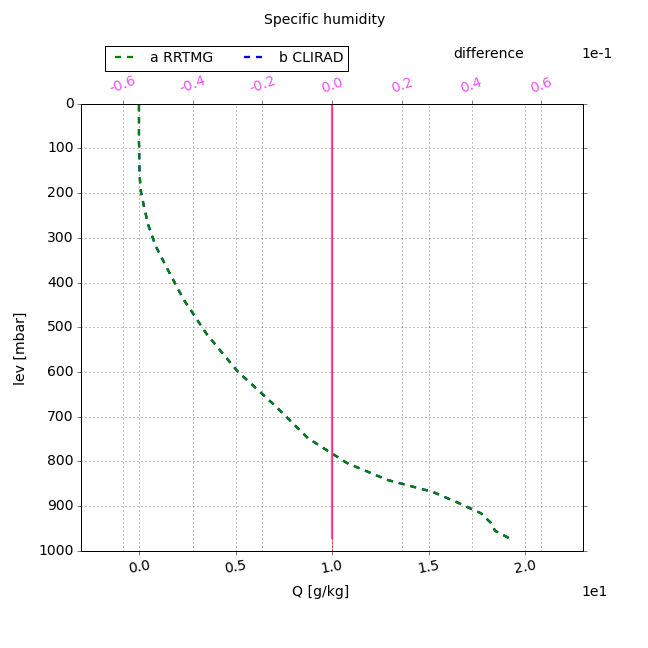 Specific humidity
a RRTMG b CLIRAD difference 1e-1
-0.6 -0.4 -0.2 0.0 0.2 0.4 0.6
0
100
200
300
400
500
600
700
800
900
1000
lev [mbar]
0.0 0.5 1.0 1.5 2.0
Q [g/kg] 1e1